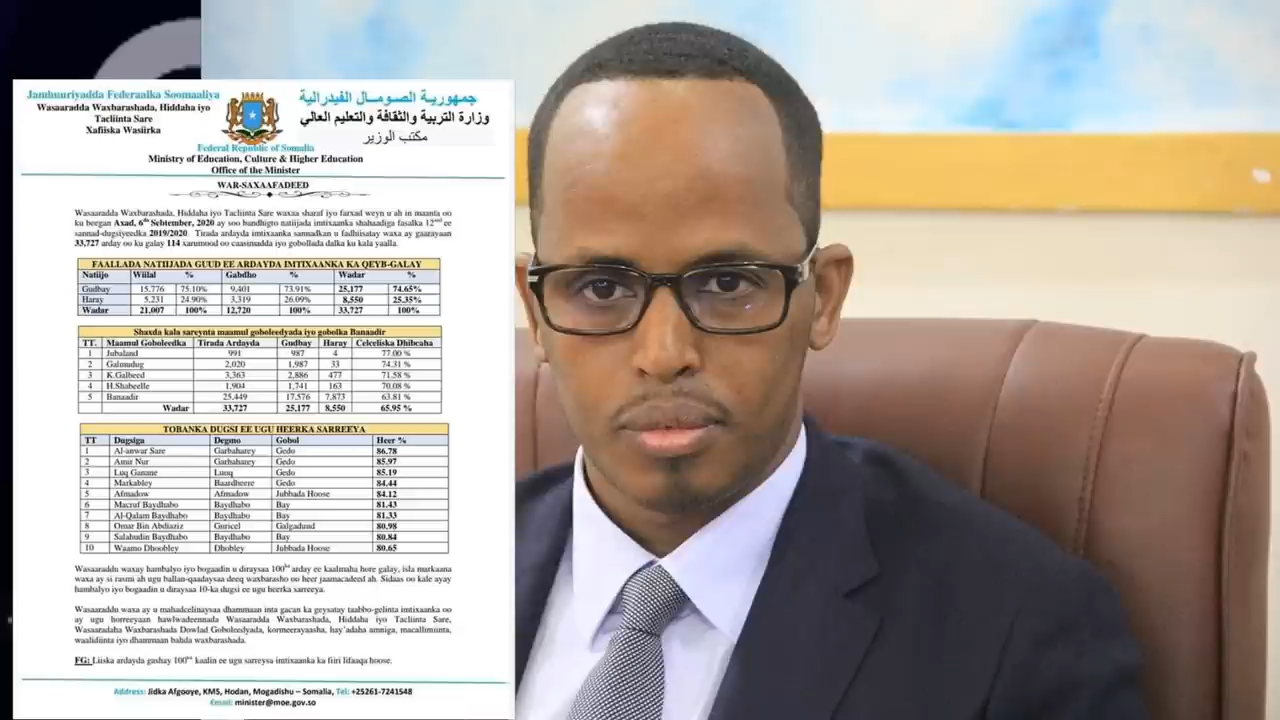 Jamhuuriyadda Federaalka Soomaaliya
Wasaaradda Waxbarashada, Hiddaha iyo
Tacliinta Sare
Xafiiska Wasiirka
جمهورية الصومال الفيدرالية
وزارة التربية والثقافة والتعليم العالي
مكتب الوزير
Federal Republic of Somalia
Ministry of Education, Culture & Higher Education
Office of the Minister
WAR-SAXAAFADEED
Wasaaradda Waxbarashada, Hiddaha iyo Tacliinta Sare waxaa sharaf iyo farxad weyn u ah in maanta oo
ku beegan Axad, 6th Sebtember, 2020 ay soo bandhigto natiijada imtixaanka shahaadiga fasalka 12nd ee
sannad-dugsiyeedka 2019/2020. Tirada ardayda imtixaanka sannadkan u fadhiisatay waxay gaarayaan
33,727 arday oo ku galay 114 xarumood oo caasimadda iyo gobollada dalka ku kala yaalla.
FAALLADA NATIIJADA GUUD EE ARDAYDA IMTIXAANKA KA QEYB-GALAY
Natiijo Wiilal % Gabdho % Wadar %
Gudbay 15,776 75.10% 9,401 73.91% 25,177 74.65%
Haray 5,231 24.90% 3,319 26.09% 8,550 25.35%
Wadar 21,007 100% 12,720 100% 33,727 100%
Shaxda kala sareynta maamul goboleedyada iyo gobolka Banaadir
TT. Maamul Goboleedka Tirada Ardayda Gudbay Haray Celceliska Dhibcaha
1 Jubaland 991 987 4 77.00 %
2 Galmudug 2,020 1,987 33 74.31 %
3 K.Galbeed 3,363 2,886 477 71.58 %
4 H.Shabeelle 1,904 1,741 163 70.08 %
5 Banaadir 25,449 17,576 7,873 63.81 %
Wadar 33,727 25,177 8,550 65.95 %
TOBANKA DUGSI EE UGU HEERKA SARREEYA
TT Dugsiga Degmo Gobol Heer %
1 Al-anwar Sare Garbaharey Gedo 86.78
2 Amir Nur Garbaharey Gedo 85.97
3 Luq Ganane Luuq Gedo 85.19
4 Markabley Baardheere Gedo 84.44
5 Afmadow Afmadow Jubbada Hoose 84.12
6 Macruf Baydhabo Baydhabo Bay 81.43
7 Al-Qalam Baydhabo Baydhabo Bay 81.33
8 Omar Bin Abdiaziz Guricel Galgaduud 80.98
9 Salahudin Baydhabo Baydhabo Bay 80.84
10 Waamo Dhoobley Dhobley Jubbada Hoose 80.65
Wasaaraddu waxay hambalyo iyo bogaadin u diraysaa 100ka arday ee kaalmaha hore galay, isla markaana
waxa ay si rasmi ah ugu ballan-qaadaysaa deeq waxbarasho oo heer jaamacadeed ah. Sidaas oo kale ayay
hambalyo iyo bogaadin u diraysaa 10-ka dugsi ee ugu heerka sarreeya.
Wasaaraddu waxa ay u mahadcelinaysaa dhammaan inta gacan ka geysatay taabbo-gelinta imtixaanka oo
ay ugu horreeyaan hawlwadeennada Wasaaradda Waxbarashada, Hiddaha iyo Tacliinta Sare,
Wasaaradaha Waxbarashada Dowlad Goboleedyada, kormeerayaasha, hay'adaha amniga, macallimiinta,
waalidiinta iyo dhammaan bahda waxbarashada.
FG: Liiska ardayda gashay 100ka kaalin ee ugu sarreysa imtixaanka ka fiiri lifaaqa hoose.
Address: Jidka Afgooye, KM5, Hodan, Mogadishu – Somalia, Tel: +25261-7241548
Email: minister@moe.gov.so